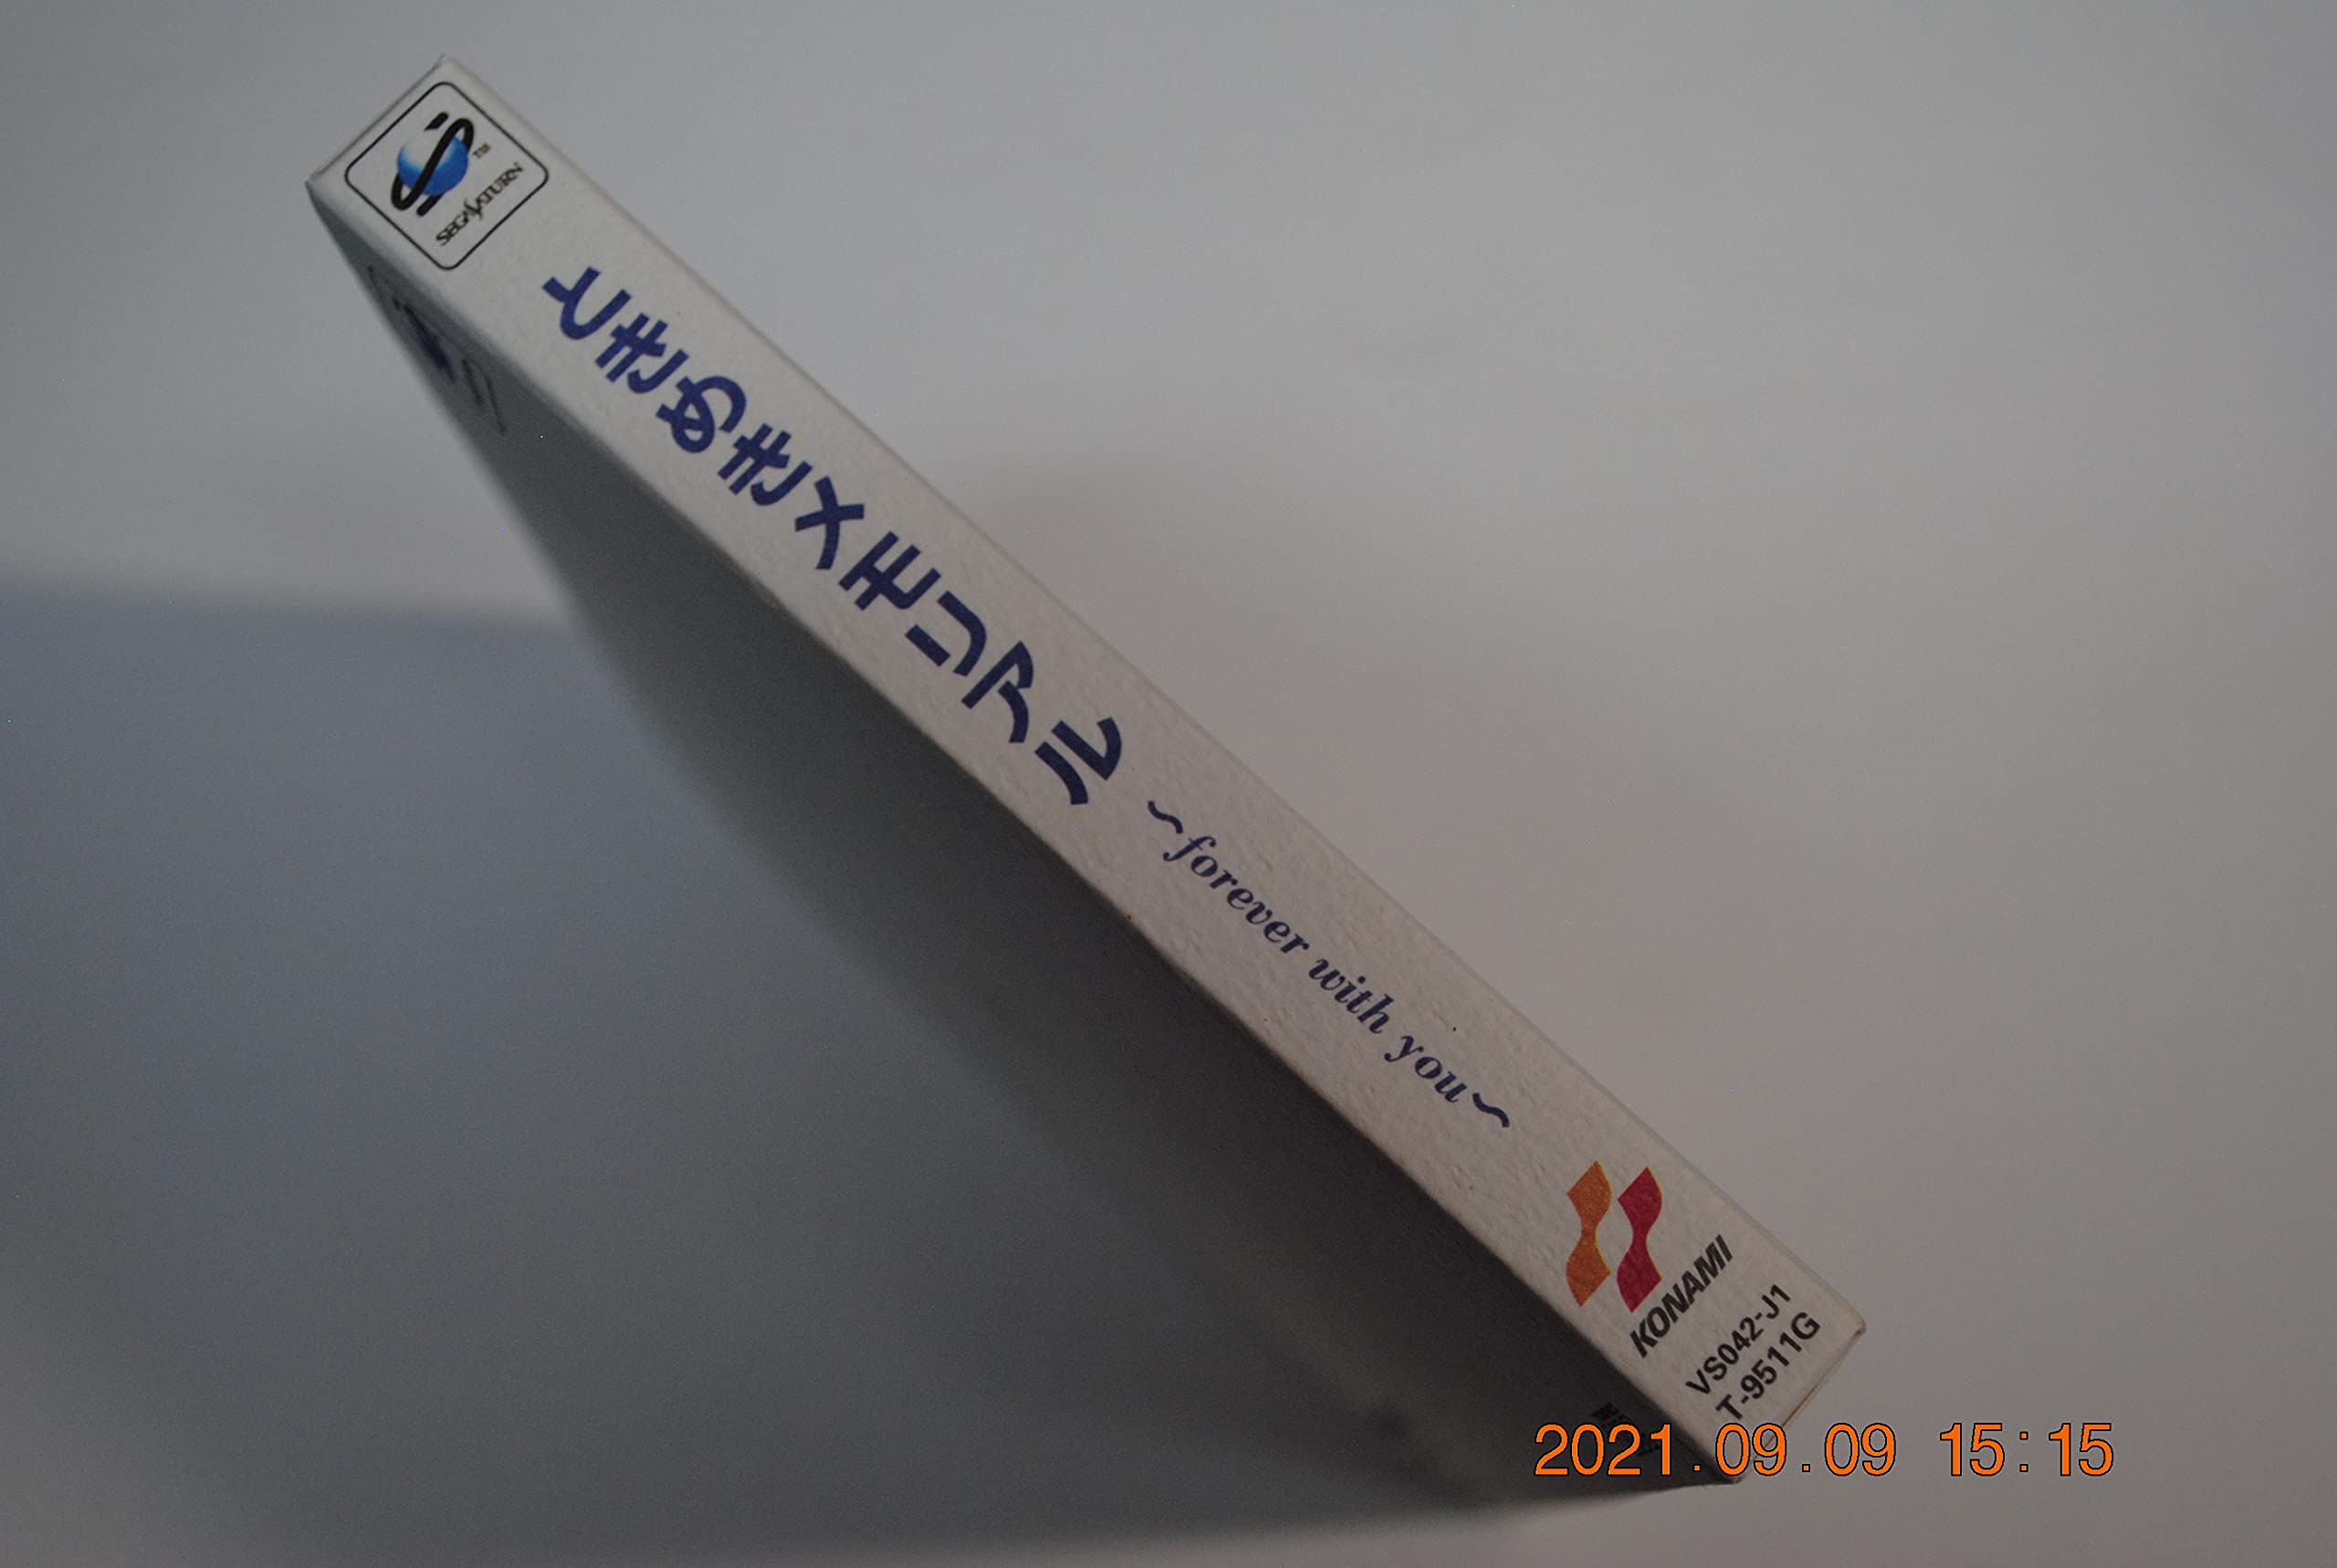 SEGA SATURN
TM
ときめきメモリアル
〜forever with you〜
KONAMI
VS042-J1
T-9511G
2021.09.09 15:15